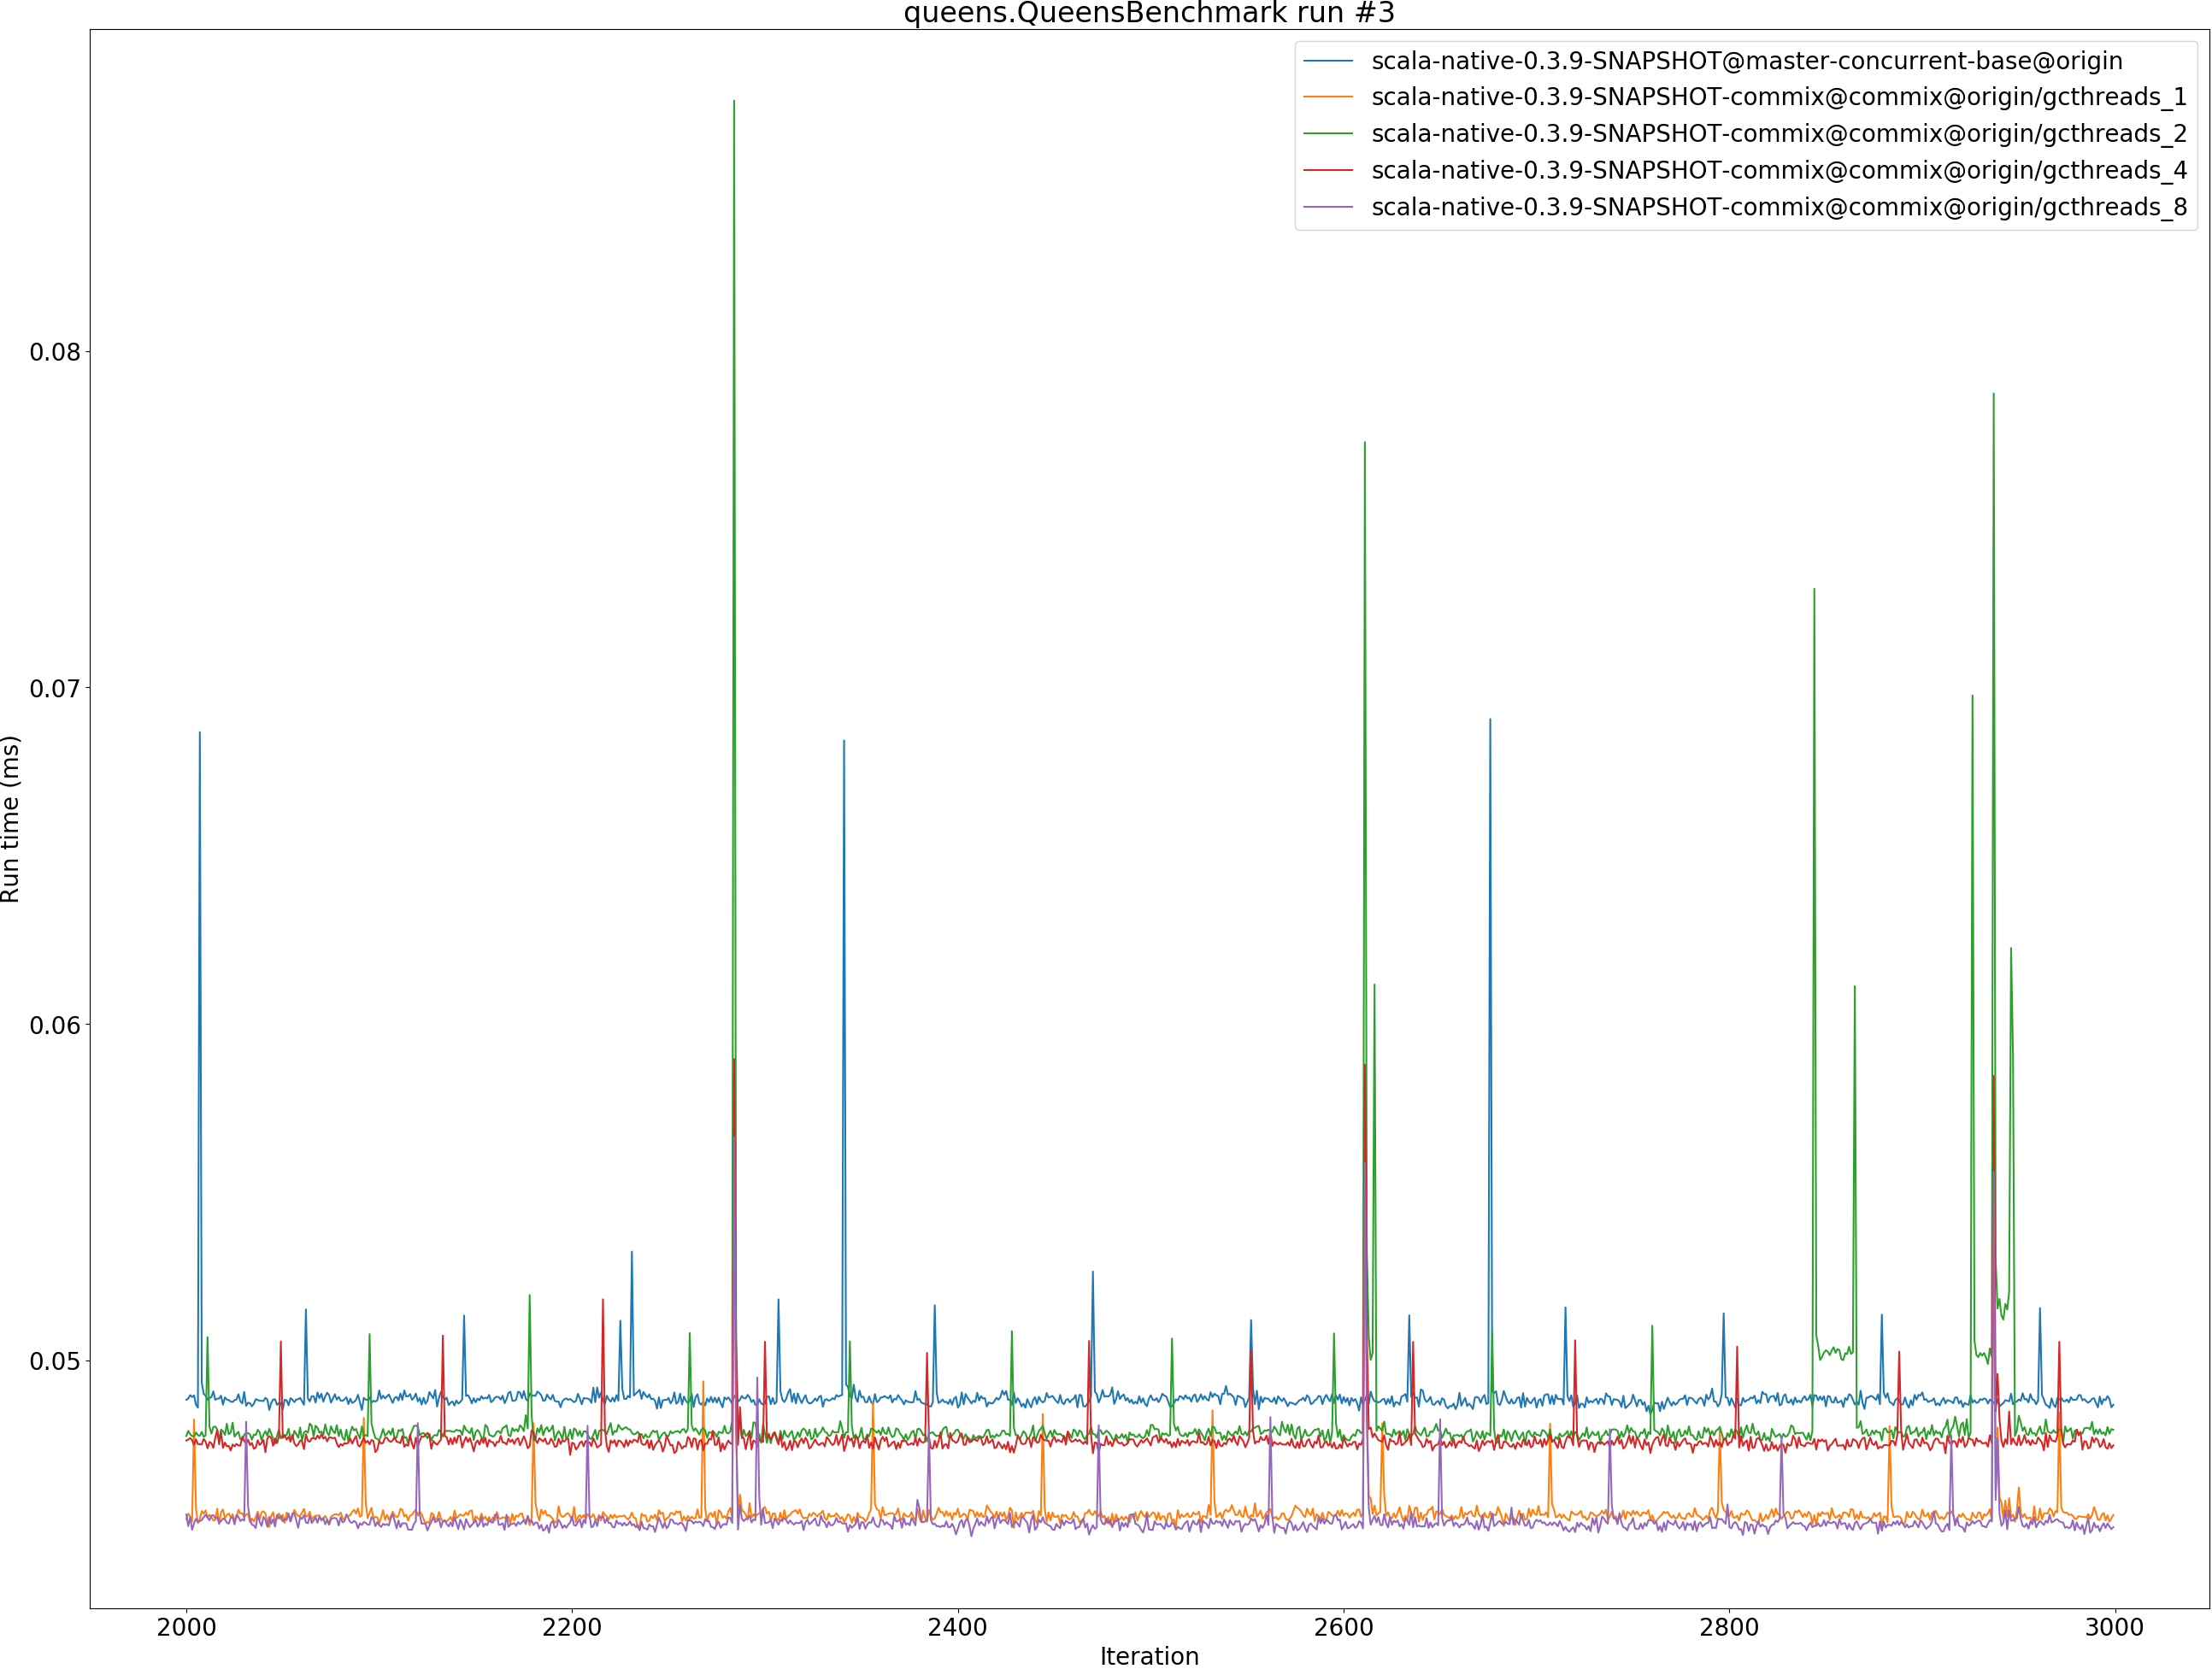 queens.QueensBenchmark run #3
scala-native-0.3.9-SNAPSHOT@master-concurrent-base@origin
scala-native-0.3.9-SNAPSHOT-commix@commix@origin/gcthreads_1
scala-native-0.3.9-SNAPSHOT-commix@commix@origin/gcthreads_2
scala-native-0.3.9-SNAPSHOT-commix@commix@origin/gcthreads_4
scala-native-0.3.9-SNAPSHOT-commix@commix@origin/gcthreads_8
0.08
0.07
0.06
0.05
Run time (ms)
2000 2200 2400 2600 2800 3000
Iteration